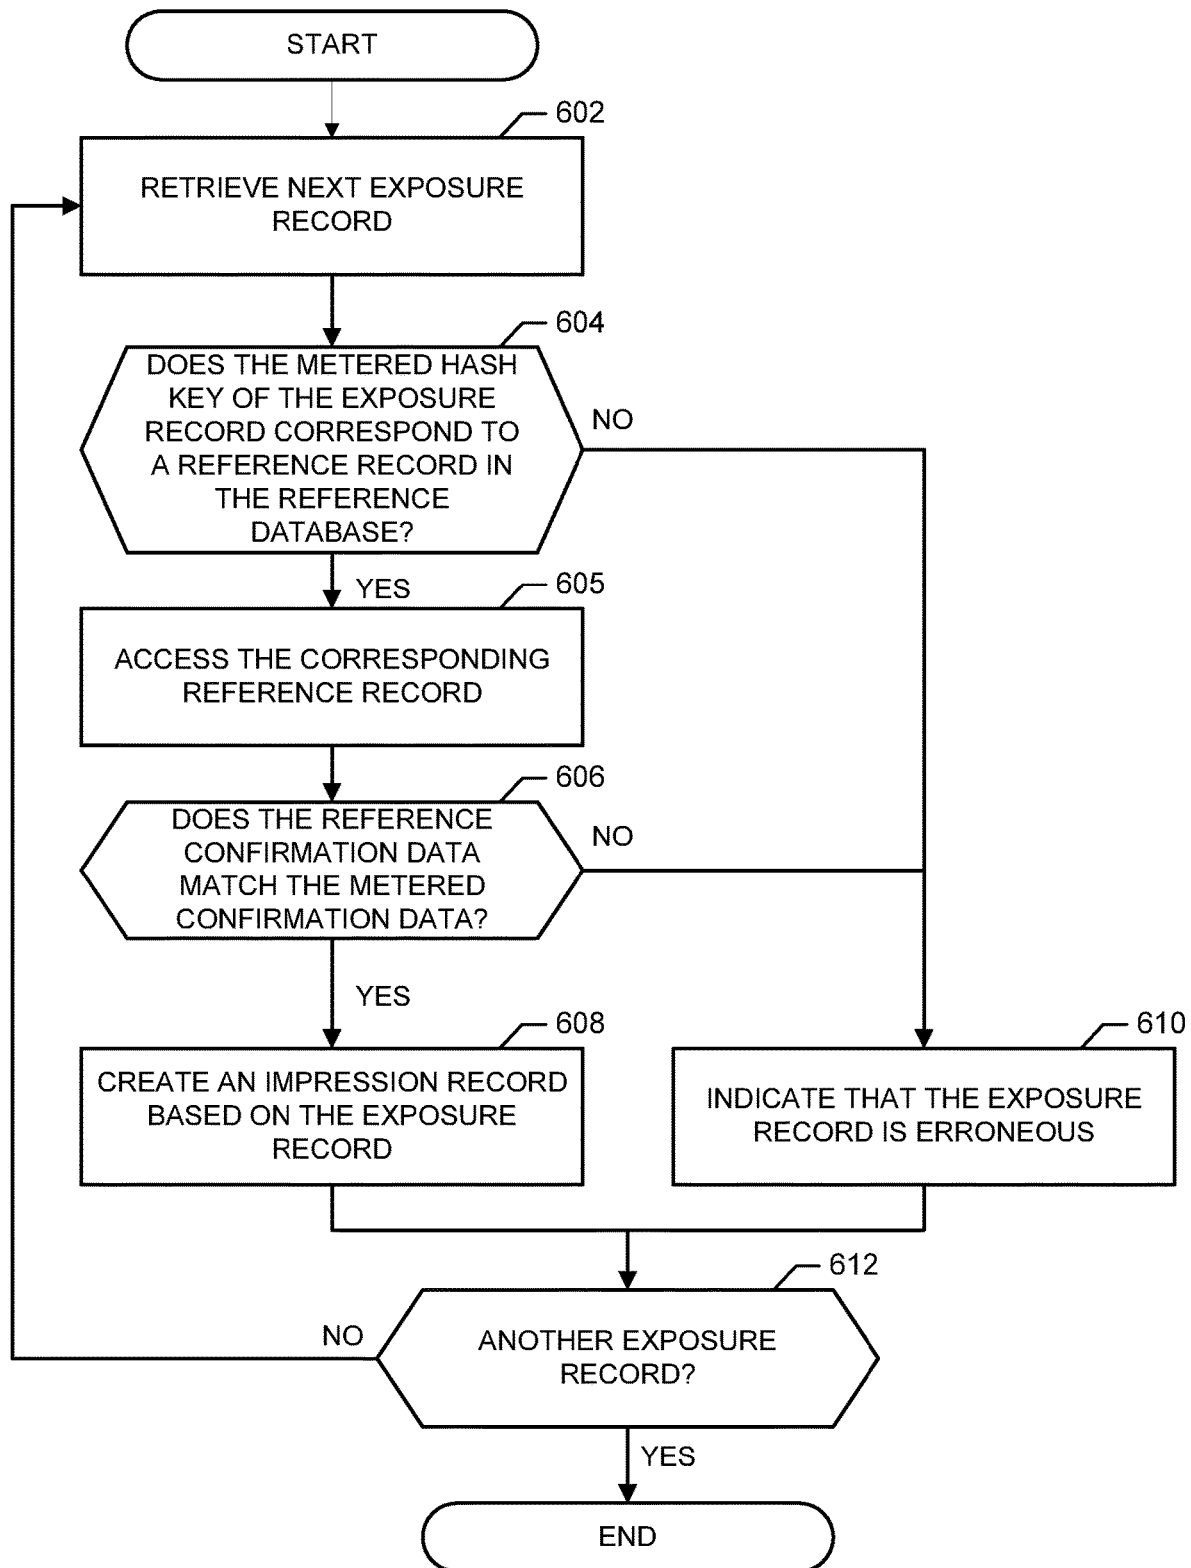 START
602
RETRIEVE NEXT EXPOSURE
RECORD
604
DOES THE METERED HASH
KEY OF THE EXPOSURE
RECORD CORRESPOND TO
A REFERENCE RECORD IN
THE REFERENCE
DATABASE?
NO
YES
605
ACCESS THE CORRESPONDING
REFERENCE RECORD
606
DOES THE REFERENCE
CONFIRMATION DATA
MATCH THE METERED
CONFIRMATION DATA?
NO
YES
608
CREATE AN IMPRESSION RECORD
BASED ON THE EXPOSURE
RECORD
610
INDICATE THAT THE EXPOSURE
RECORD IS ERRONEOUS
612
ANOTHER EXPOSURE
RECORD?
NO
YES
END